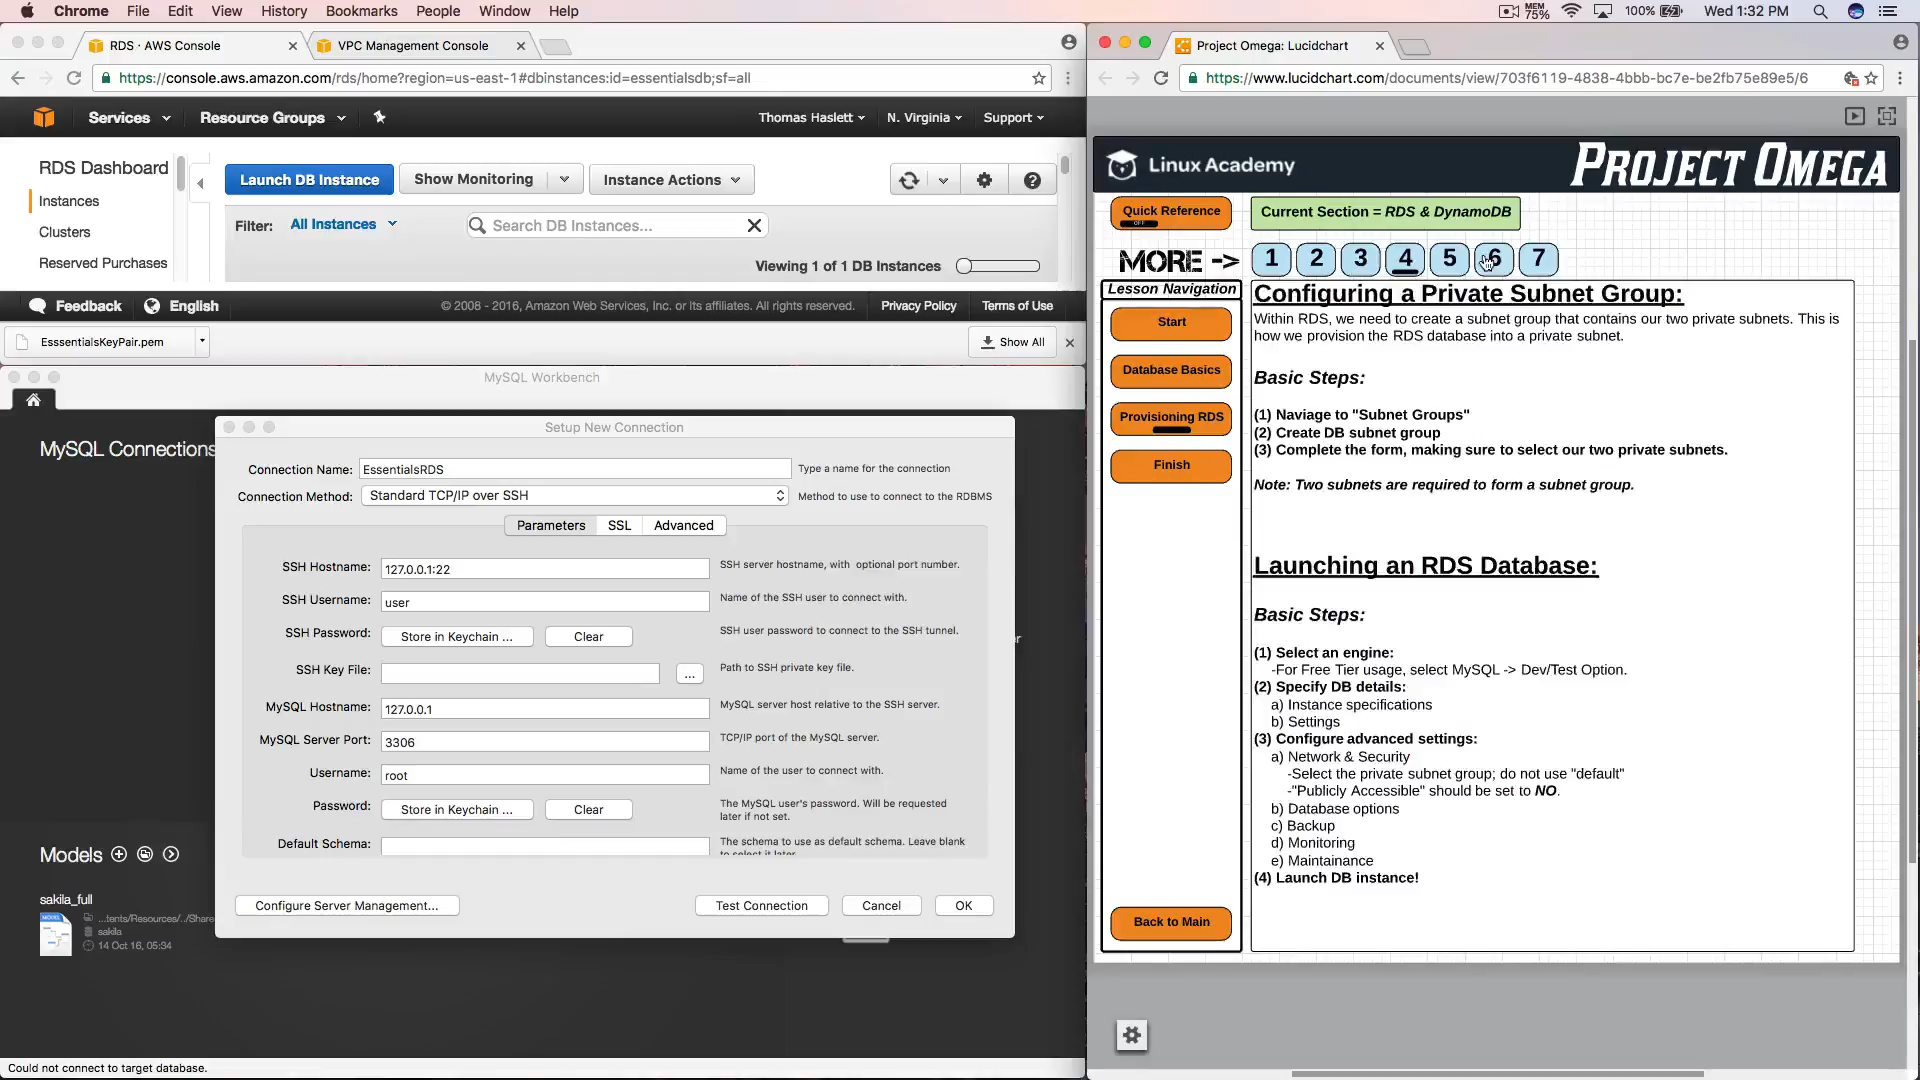 Chrome File Edit View History Bookmarks People Window Help
MEM 75% 100% Wed 1:32 PM
RDS · AWS Console
VPC Management Console
https://console.aws.amazon.com/rds/home?region=us-east-1#dbinstances:id=essentialsdb;sf=all
Services Resource Groups Thomas Haslett N. Virginia Support
RDS Dashboard
Instances
Clusters
Reserved Purchases
Launch DB Instance Show Monitoring Instance Actions
Filter: All Instances Search DB Instances...
Viewing 1 of 1 DB Instances
Feedback English © 2008 - 2016, Amazon Web Services, Inc. or its affiliates. All rights reserved. Privacy Policy Terms of Use
EsssentialsKeyPair.pem Show All
MySQL Workbench
MySQL Connections
Setup New Connection
Connection Name: EssentialsRDS Type a name for the connection
Connection Method: Standard TCP/IP over SSH Method to use to connect to the RDBMS
Parameters SSL Advanced
SSH Hostname: 127.0.0.1:22 SSH server hostname, with optional port number.
SSH Username: user Name of the SSH user to connect with.
SSH Password: Store in Keychain ... Clear SSH user password to connect to the SSH tunnel.
SSH Key File: ... Path to SSH private key file.
MySQL Hostname: 127.0.0.1 MySQL server host relative to the SSH server.
MySQL Server Port: 3306 TCP/IP port of the MySQL server.
Username: root Name of the user to connect with.
Password: Store in Keychain ... Clear The MySQL user's password. Will be requested
later if not set.
Default Schema: The schema to use as default schema. Leave blank
to select it later.
Configure Server Management... Test Connection Cancel OK
Models
sakila_full
MODEL
...tents/Resources/../Share
sakila
14 Oct 16, 05:34
Could not connect to target database.
Project Omega: Lucidchart
https://www.lucidchart.com/documents/view/703f6119-4838-4bbb-bc7e-be2fb75e89e5/6
Linux Academy PROJECT OMEGA
Quick Reference
OFF
Current Section = RDS & DynamoDB
MORE -> 1 2 3 4 5 6 7
Lesson Navigation
Start
Database Basics
Provisioning RDS
Finish
Back to Main
Configuring a Private Subnet Group:
Within RDS, we need to create a subnet group that contains our two private subnets. This is
how we provision the RDS database into a private subnet.
Basic Steps:
(1) Naviage to "Subnet Groups"
(2) Create DB subnet group
(3) Complete the form, making sure to select our two private subnets.
Note: Two subnets are required to form a subnet group.
Launching an RDS Database:
Basic Steps:
(1) Select an engine:
-For Free Tier usage, select MySQL -> Dev/Test Option.
(2) Specify DB details:
a) Instance specifications
b) Settings
(3) Configure advanced settings:
a) Network & Security
-Select the private subnet group; do not use "default"
-"Publicly Accessible" should be set to NO.
b) Database options
c) Backup
d) Monitoring
e) Maintainance
(4) Launch DB instance!